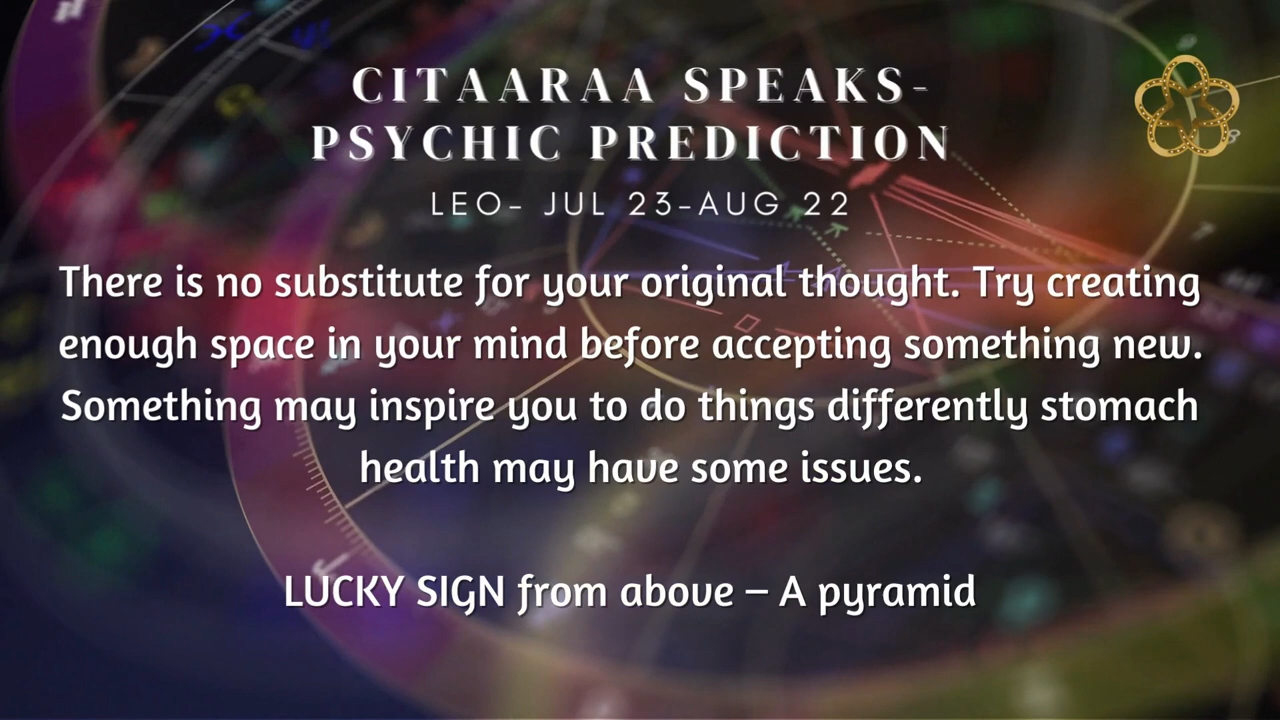 CITAARAA SPEAKS-
PSYCHIC PREDICTION
LEO- JUL 23-AUG 22
There is no substitute for your original thought. Try creating
enough space in your mind before accepting something new.
Something may inspire you to do things differently stomach
health may have some issues.
LUCKY SIGN from above – A pyramid